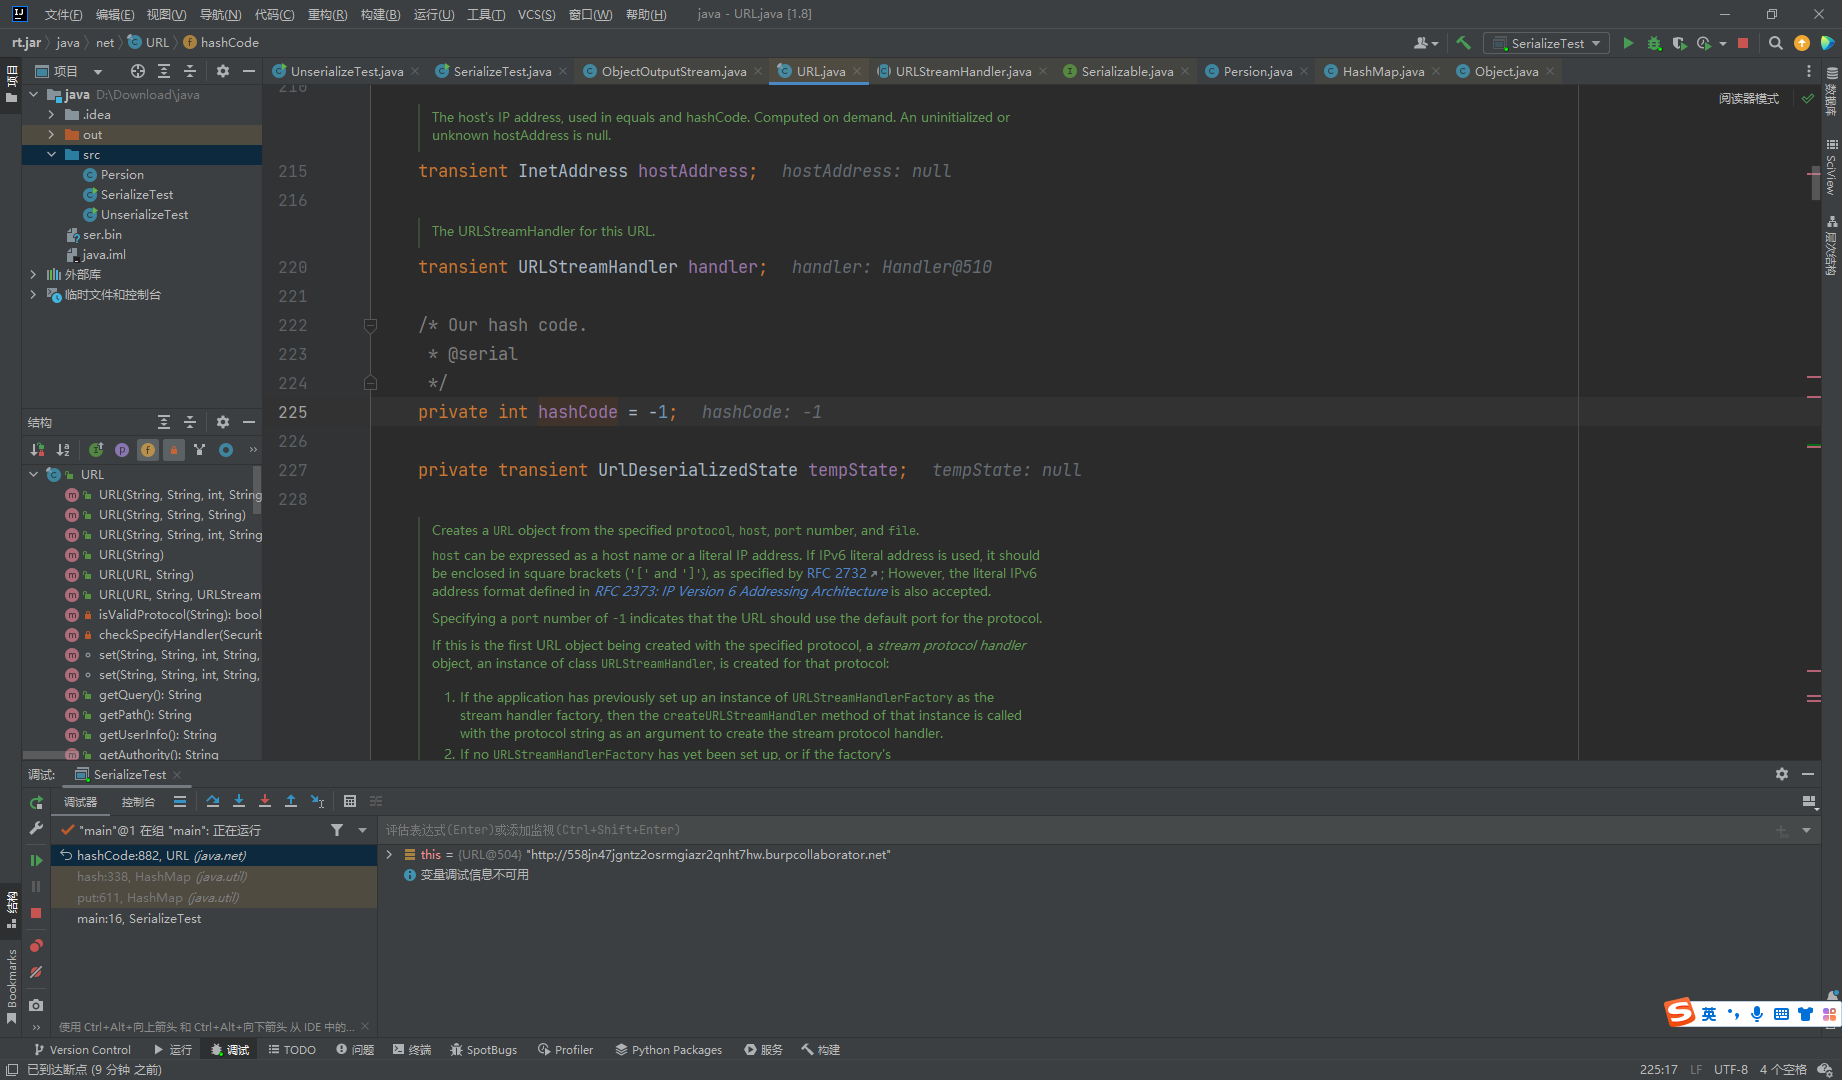 文件(F) 编辑(E) 视图(V) 导航(N) 代码(C) 重构(R) 构建(B) 运行(U) 工具(T) VCS(S) 窗口(W) 帮助(H) java - URL.java [1.8]
rt.jar java net URL hashCode SerializeTest
项目 UnserializeTest.java SerializeTest.java ObjectOutputStream.java URL.java URLStreamHandler.java Serializable.java Persion.java HashMap.java Object.java
项目
java D:\Download\java
.idea
out
src
Persion
SerializeTest
UnserializeTest
ser.bin
java.iml
外部库
临时文件和控制台
阅读器模式
数据库
SciView
层次结构
210
The host's IP address, used in equals and hashCode. Computed on demand. An uninitialized or
unknown hostAddress is null.
215 transient InetAddress hostAddress; hostAddress: null
216
The URLStreamHandler for this URL.
220 transient URLStreamHandler handler; handler: Handler@510
221
222 /* Our hash code.
223 * @serial
224 */
225 private int hashCode = -1; hashCode: -1
226
227 private transient UrlDeserializedState tempState; tempState: null
228
Creates a URL object from the specified protocol, host, port number, and file.
host can be expressed as a host name or a literal IP address. If IPv6 literal address is used, it should
be enclosed in square brackets ('[' and ']'), as specified by RFC 2732 ; However, the literal IPv6
address format defined in RFC 2373: IP Version 6 Addressing Architecture is also accepted.
Specifying a port number of -1 indicates that the URL should use the default port for the protocol.
If this is the first URL object being created with the specified protocol, a stream protocol handler
object, an instance of class URLStreamHandler, is created for that protocol:
1. If the application has previously set up an instance of URLStreamHandlerFactory as the
stream handler factory, then the createURLStreamHandler method of that instance is called
with the protocol string as an argument to create the stream protocol handler.
2. If no URLStreamHandlerFactory has yet been set up, or if the factory's
结构
URL
URL(String, String, int, String
URL(String, String, String)
URL(String, String, int, String
URL(String)
URL(URL, String)
URL(URL, String, URLStream
isValidProtocol(String): bool
checkSpecifyHandler(Securit
set(String, String, int, String,
set(String, String, int, String,
getQuery(): String
getPath(): String
getUserInfo(): String
getAuthority(): String
调试: SerializeTest
调试器 控制台
"main"@1 在组 "main": 正在运行
hashCode:882, URL (java.net)
hash:338, HashMap (java.util)
put:611, HashMap (java.util)
main:16, SerializeTest
评估表达式(Enter)或添加监视(Ctrl+Shift+Enter)
this = {URL@504} "http://558jn47jgntz2osrmgiazr2qnht7hw.burpcollaborator.net"
变量调试信息不可用
结构
Bookmarks
使用 Ctrl+Alt+向上箭头 和 Ctrl+Alt+向下箭头 从 IDE 中的...
英
Version Control 运行 调试 TODO 问题 终端 SpotBugs Profiler Python Packages 服务 构建
已到达断点 (9 分钟 之前) 225:17 LF UTF-8 4 个空格